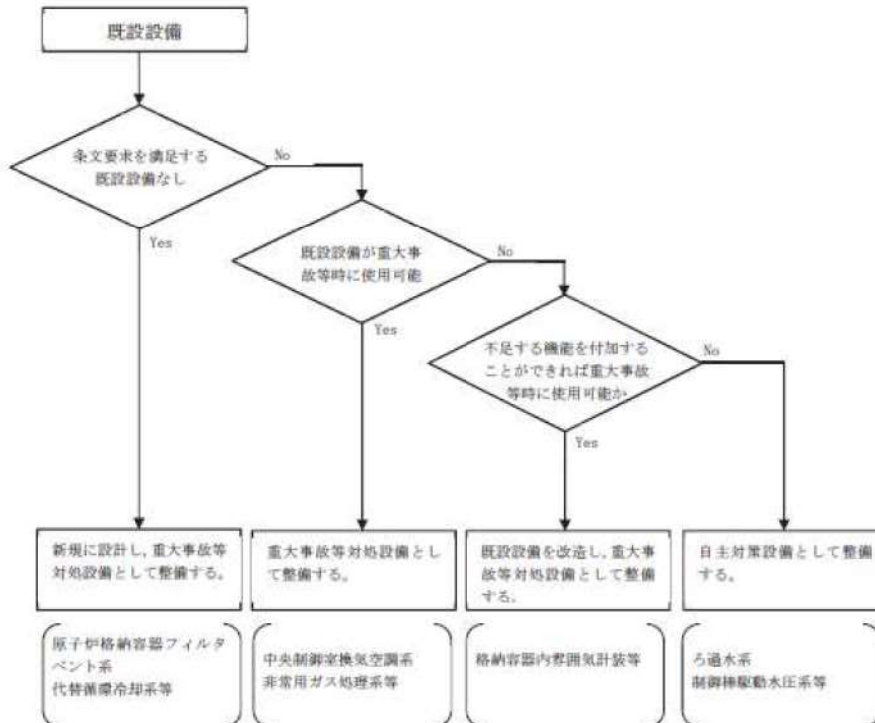 既設設備
条文要求を満足する
既設設備なし
No
Yes
既設設備が重大事
故等時に使用可能
No
Yes
不足する機能を付加する
ことができれば重大事故
等時に使用可能か
No
Yes
新規に設計し,重大事故等
対処設備として整備する。
重大事故等対処設備とし
て整備する。
既設設備を改造し,重大事
故等対処設備として整備
する.
自主対策設備として整備
する。
原子炉格納容器フィルタ
ベント系
代替循環冷却系等
中央制御室換気空調系
非常用ガス処理系等
格納容器内雰囲気計装等
ろ過水系
制御棒駆動水圧系等